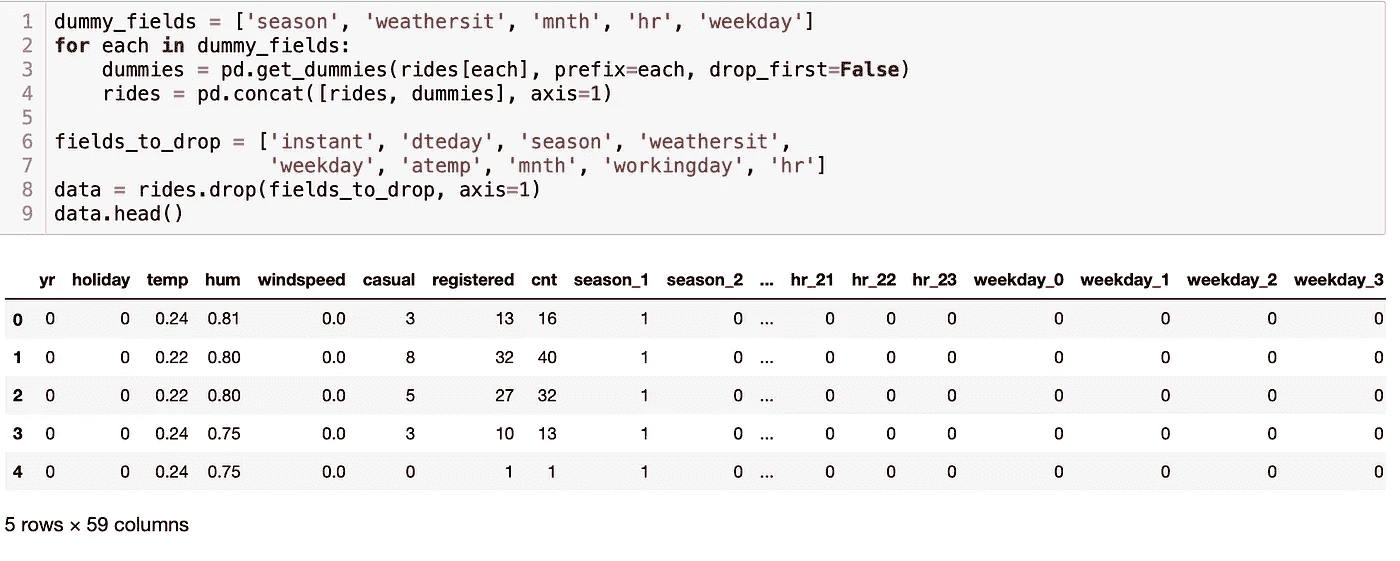 1 dummy_fields = ['season', 'weathersit', 'mnth', 'hr', 'weekday']
2 for each in dummy_fields:
3     dummies = pd.get_dummies(rides[each], prefix=each, drop_first=False)
4     rides = pd.concat([rides, dummies], axis=1)
5
6 fields_to_drop = ['instant', 'dteday', 'season', 'weathersit',
7                   'weekday', 'atemp', 'mnth', 'workingday', 'hr']
8 data = rides.drop(fields_to_drop, axis=1)
9 data.head()
yr holiday temp hum windspeed casual registered cnt season_1 season_2 ... hr_21 hr_22 hr_23 weekday_0 weekday_1 weekday_2 weekday_3
0 0 0 0.24 0.81 0.0 3 13 16 1 0 ... 0 0 0 0 0 0 0
1 0 0 0.22 0.80 0.0 8 32 40 1 0 ... 0 0 0 0 0 0 0
2 0 0 0.22 0.80 0.0 5 27 32 1 0 ... 0 0 0 0 0 0 0
3 0 0 0.24 0.75 0.0 3 10 13 1 0 ... 0 0 0 0 0 0 0
4 0 0 0.24 0.75 0.0 0 1 1 1 0 ... 0 0 0 0 0 0 0
5 rows × 59 columns